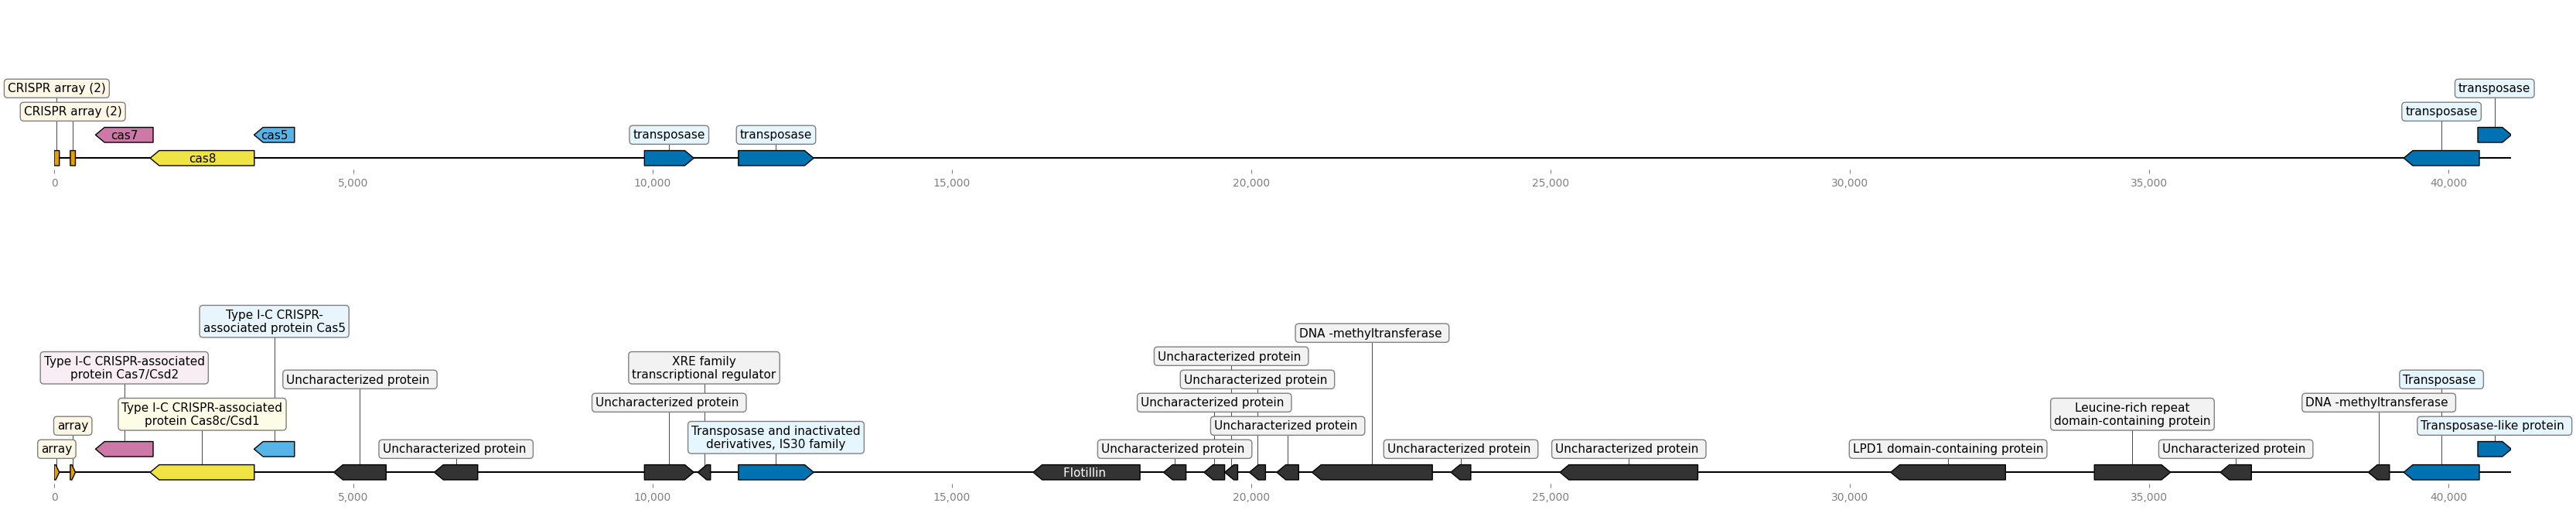 CRISPR array (2)
transposase
CRISPR array (2)
transposase
cas7
cas5
transposase
transposase
cas8
0
5,000
10,000
15,000
20,000
25,000
30,000
35,000
40,000
Type I-C CRISPR-
associated protein Cas5
DNA -methyltransferase
Uncharacterized protein
Type I-C CRISPR-associated
protein Cas7/Csd2
XRE family
transcriptional regulator
Uncharacterized protein
Uncharacterized protein
Transposase
Uncharacterized protein
Uncharacterized protein
DNA -methyltransferase
Type I-C CRISPR-associated
protein Cas8c/Csd1
Leucine-rich repeat
domain-containing protein
array
Uncharacterized protein
Transposase-like protein
Transposase and inactivated
derivatives, IS30 family
array
Uncharacterized protein
Uncharacterized protein
Uncharacterized protein
Uncharacterized protein
LPD1 domain-containing protein
Uncharacterized protein
Flotillin
0
5,000
10,000
15,000
20,000
25,000
30,000
35,000
40,000